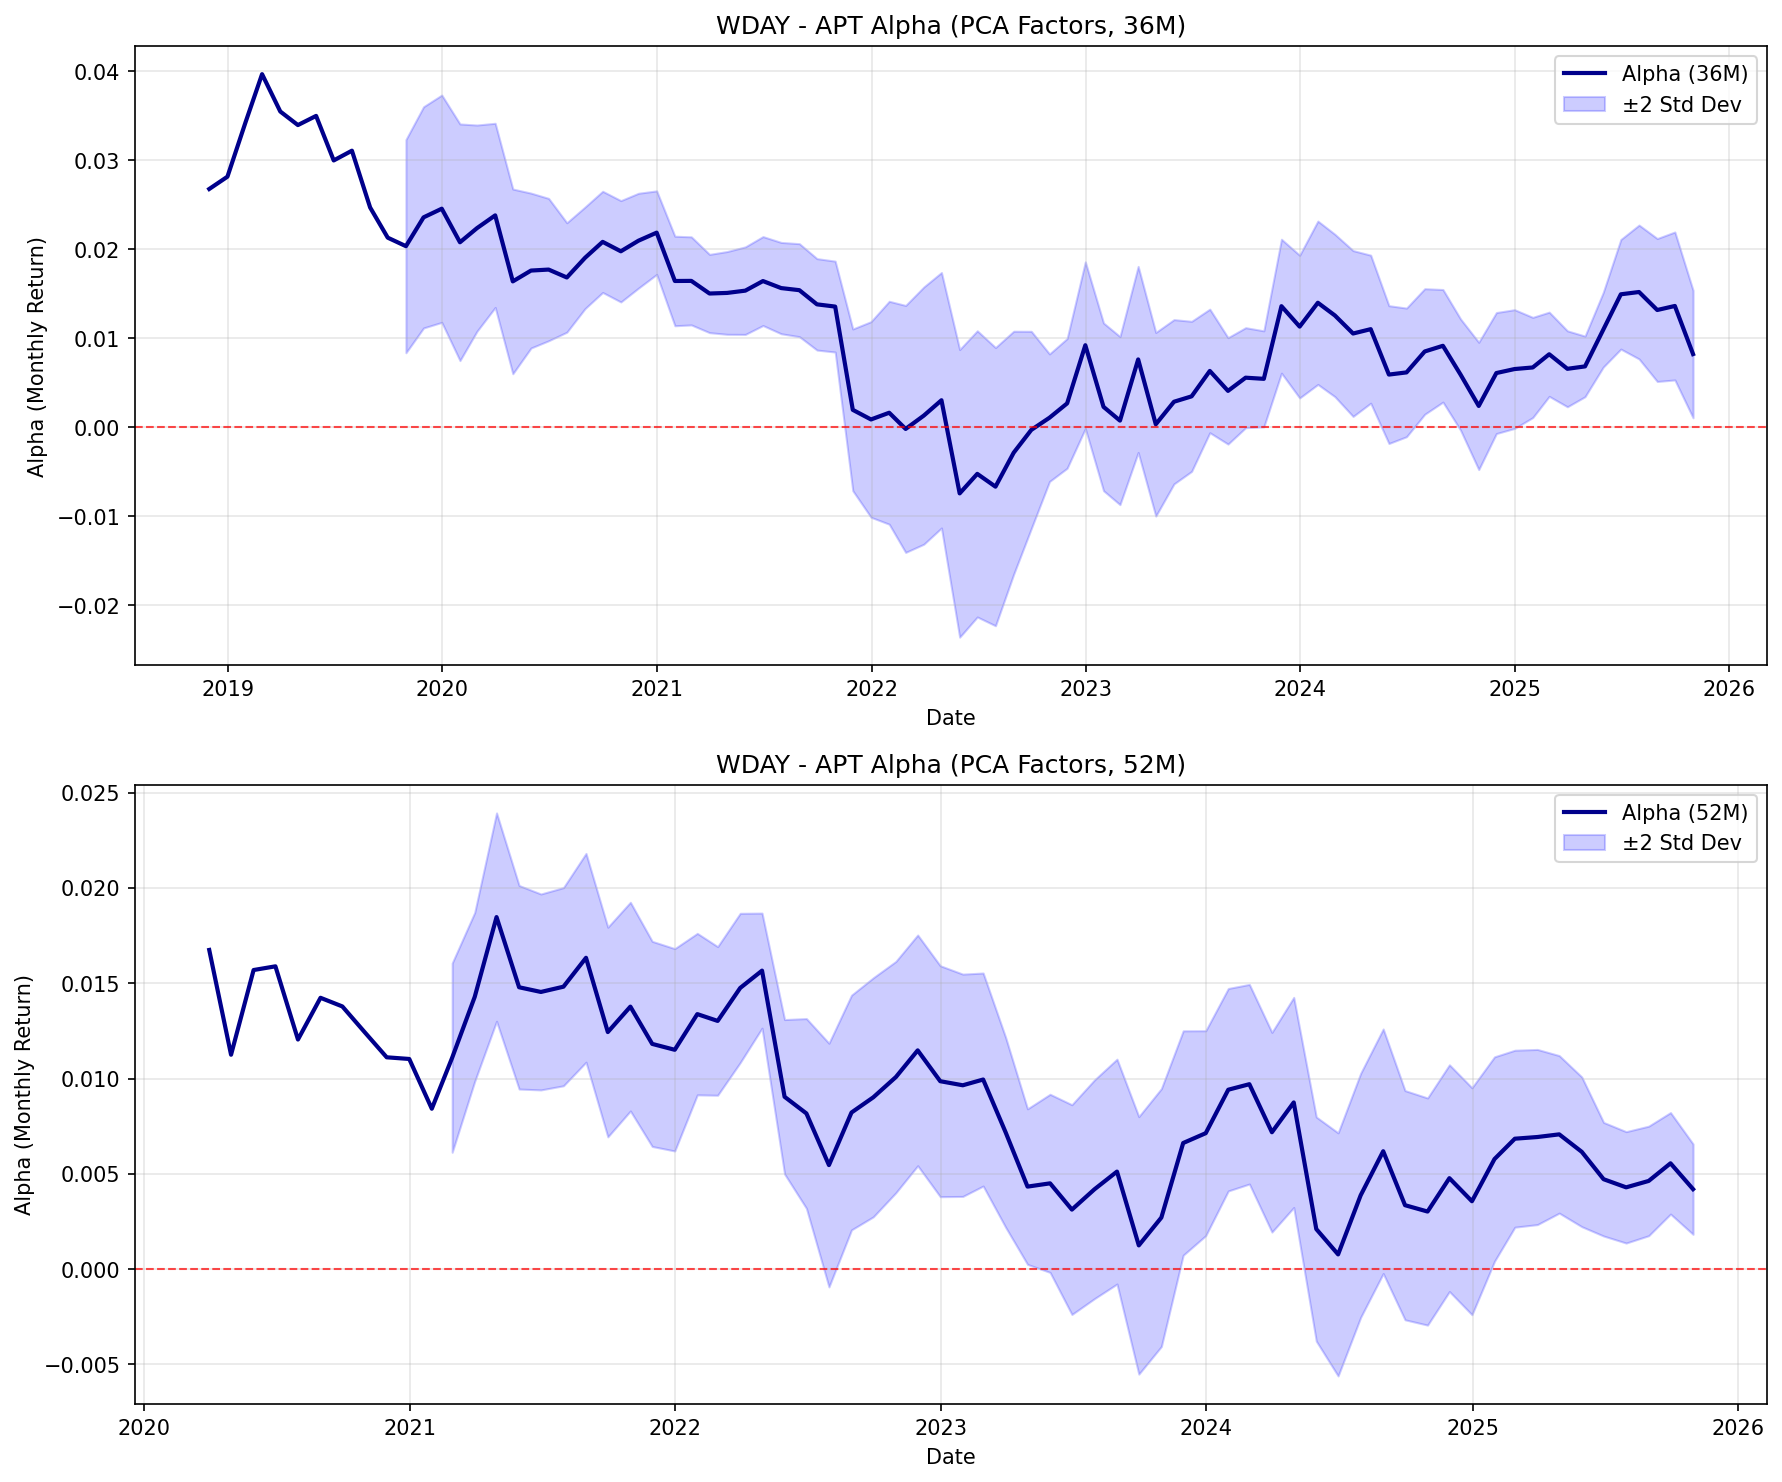 WDAY - APT Alpha (PCA Factors, 36M)
Alpha (Monthly Return)
0.04
0.03
0.02
0.01
0.00
−0.01
−0.02
Alpha (36M)
±2 Std Dev
2019 2020 2021 2022 2023 2024 2025 2026
Date
WDAY - APT Alpha (PCA Factors, 52M)
Alpha (Monthly Return)
0.025
0.020
0.015
0.010
0.005
0.000
−0.005
Alpha (52M)
±2 Std Dev
2020 2021 2022 2023 2024 2025 2026
Date